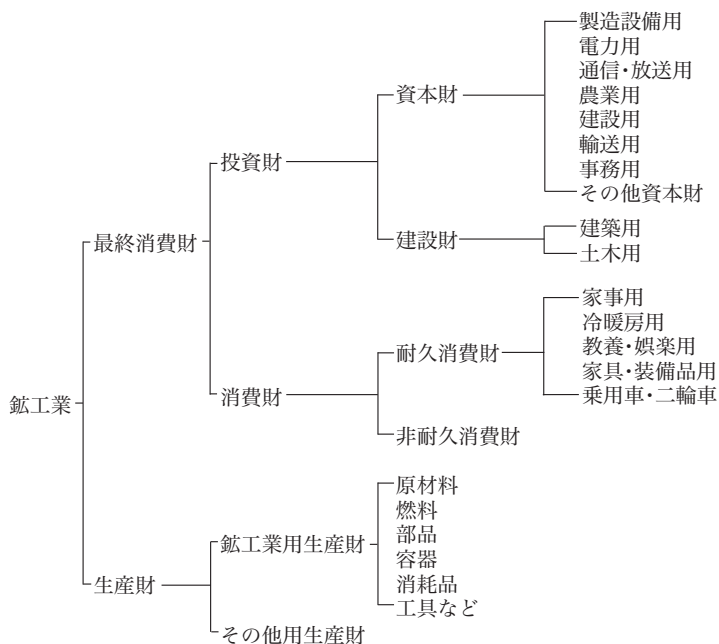 製造設備用
電力用
通信・放送用
資本財
農業用
建設用
輸送用
投資財
事務用
その他資本財
建築用
最終消費財
建設財
土木用
家事用
冷暖房用
耐久消費財
教養・娯楽用
家具・装備品用
鉱工業
消費財
乗用車・二輪車
非耐久消費財
原材料
燃料
鉱工業用生産財
部品
容器
生産財
消耗品
工具など
その他用生産財